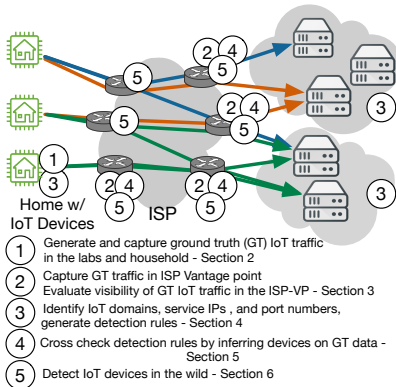 2 4
5
5
2 4
5
5
3
1
3
2 4
5
2 4
5
3
Home w/
IoT Devices
ISP
1 Generate and capture ground truth (GT) IoT traffic
in the labs and household - Section 2
2 Capture GT traffic in ISP Vantage point
Evaluate visibility of GT IoT traffic in the ISP-VP - Section 3
3 Identify IoT domains, service IPs , and port numbers,
generate detection rules - Section 4
4 Cross check detection rules by inferring devices on GT data -
Section 5
5 Detect IoT devices in the wild - Section 6